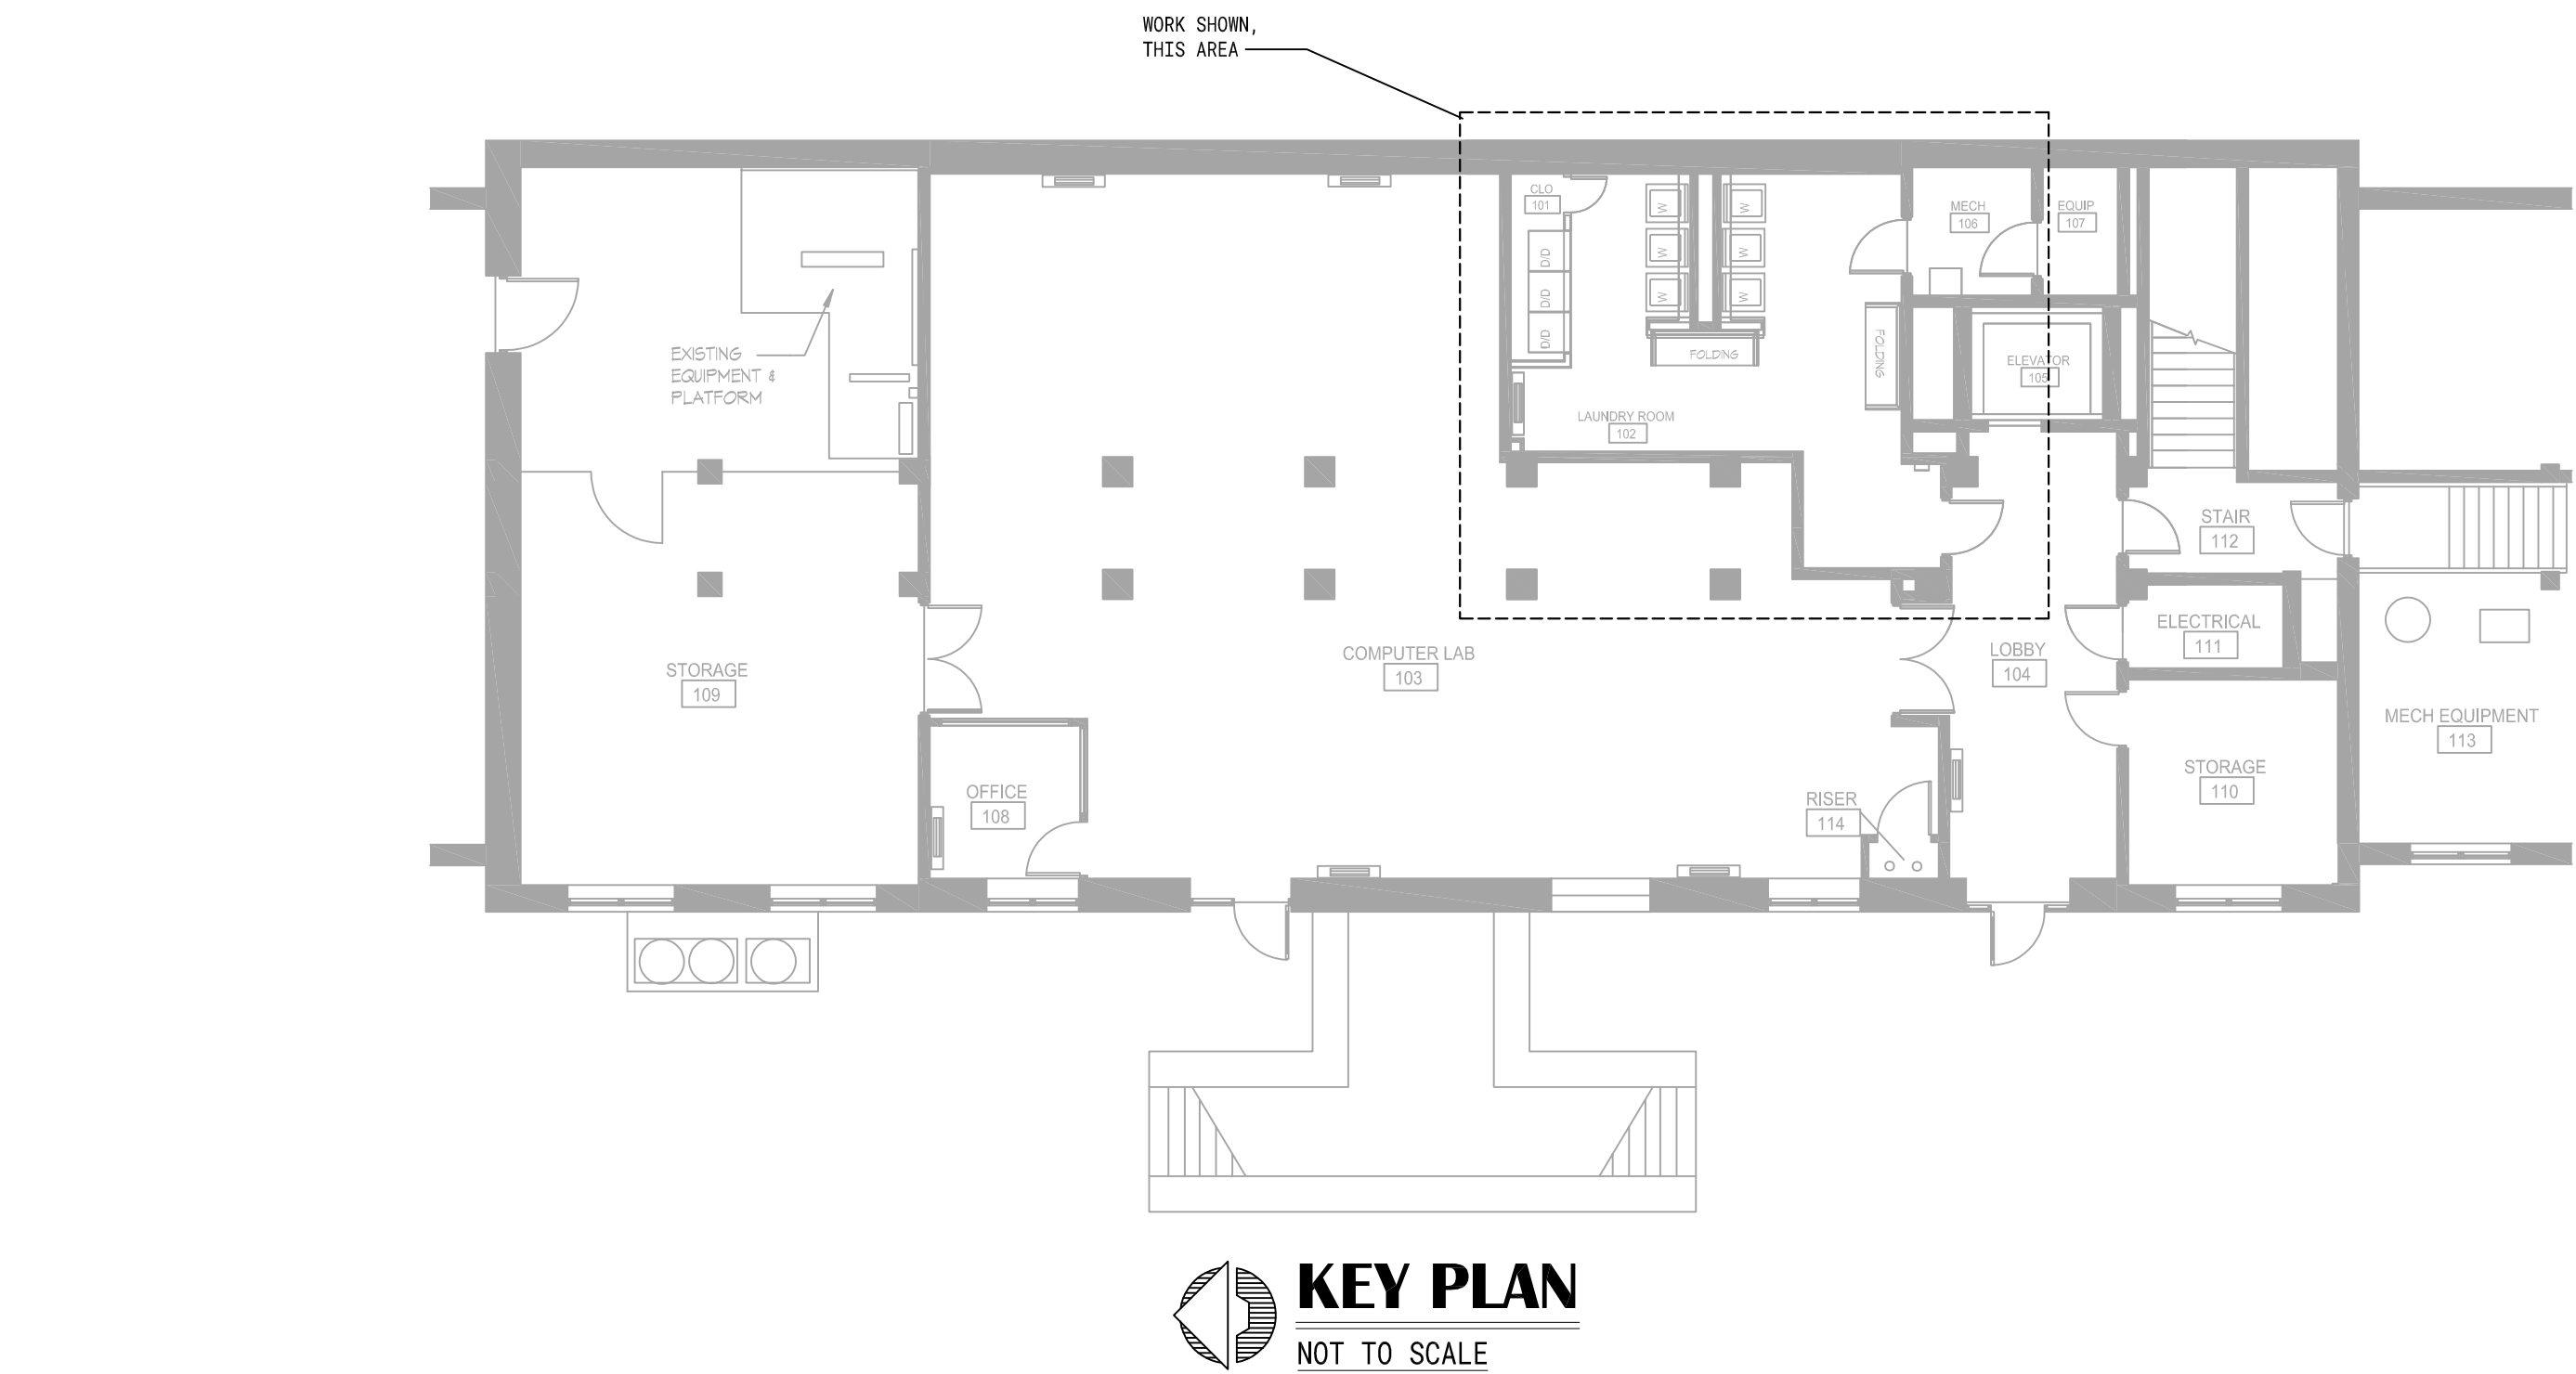 WORK SHOWN,
THIS AREA
CLO
101
W
W
W
W
W
W
D/D
D/D
D/D
FOLDING
FOLDING
MECH
106
EQUIP
107
EXISTING
EQUIPMENT &
PLATFORM
ELEVATOR
105
LAUNDRY ROOM
102
STAIR
112
ELECTRICAL
111
STORAGE
109
COMPUTER LAB
103
LOBBY
104
MECH EQUIPMENT
113
STORAGE
110
OFFICE
108
RISER
114
KEY PLAN
NOT TO SCALE